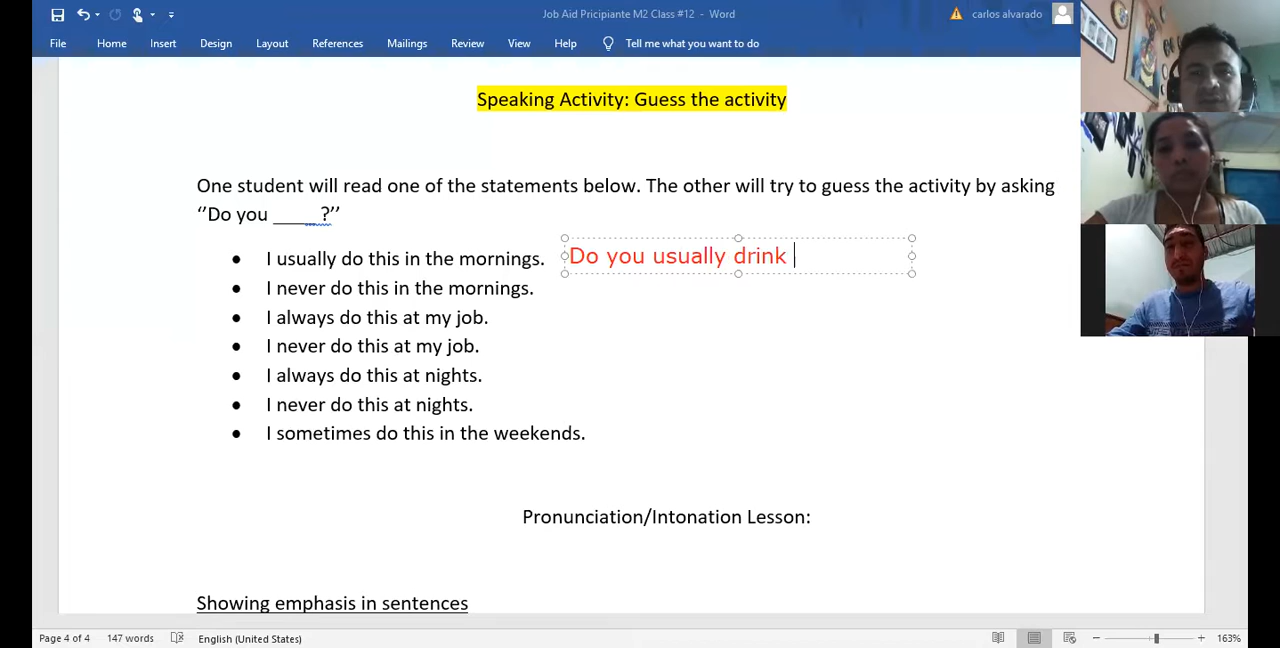 Job Aid Pricipiante M2 Class #12 - Word
carlos alvarado
File Home Insert Design Layout References Mailings Review View Help Tell me what you want to do
Speaking Activity: Guess the activity
One student will read one of the statements below. The other will try to guess the activity by asking
‘’Do you _____?’’
• I usually do this in the mornings. Do you usually drink
• I never do this in the mornings.
• I always do this at my job.
• I never do this at my job.
• I always do this at nights.
• I never do this at nights.
• I sometimes do this in the weekends.
Pronunciation/Intonation Lesson:
Showing emphasis in sentences
Page 4 of 4 147 words English (United States) 163%